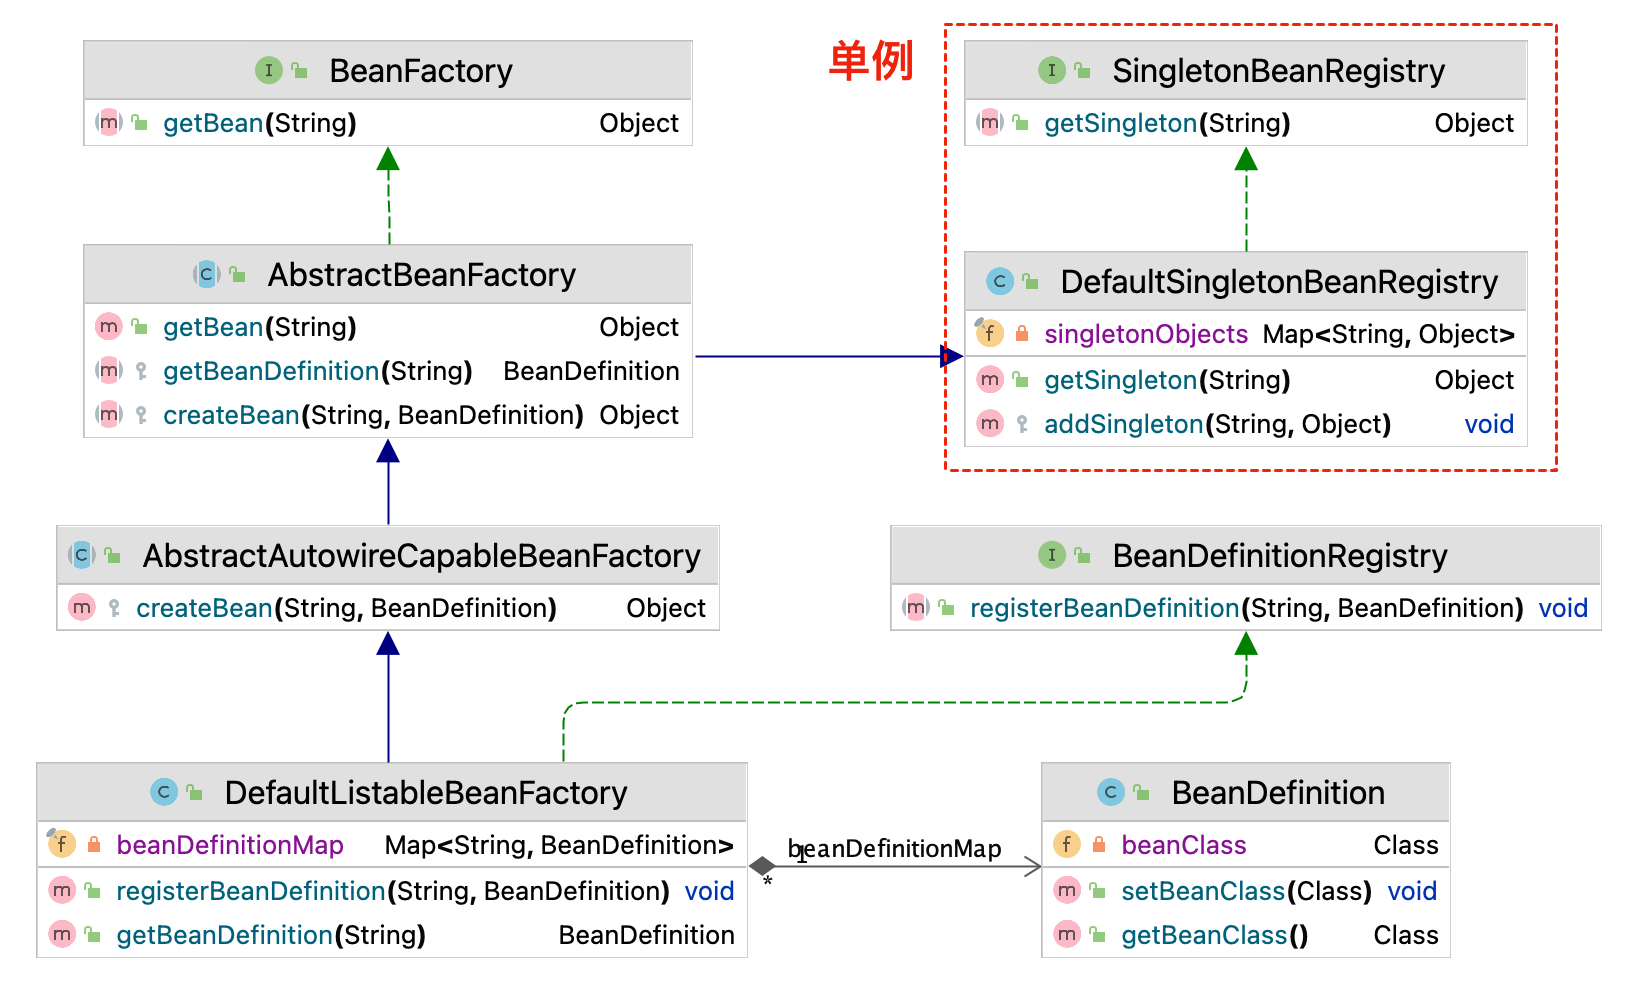 BeanFactory
getBean(String) Object
单例
SingletonBeanRegistry
getSingleton(String) Object
AbstractBeanFactory
getBean(String) Object
getBeanDefinition(String) BeanDefinition
createBean(String, BeanDefinition) Object
DefaultSingletonBeanRegistry
singletonObjects Map<String, Object>
getSingleton(String) Object
addSingleton(String, Object) void
AbstractAutowireCapableBeanFactory
createBean(String, BeanDefinition) Object
BeanDefinitionRegistry
registerBeanDefinition(String, BeanDefinition) void
DefaultListableBeanFactory
beanDefinitionMap Map<String, BeanDefinition>
registerBeanDefinition(String, BeanDefinition) void
getBeanDefinition(String) BeanDefinition
beanDefinitionMap
1
*
BeanDefinition
beanClass Class
setBeanClass(Class) void
getBeanClass() Class